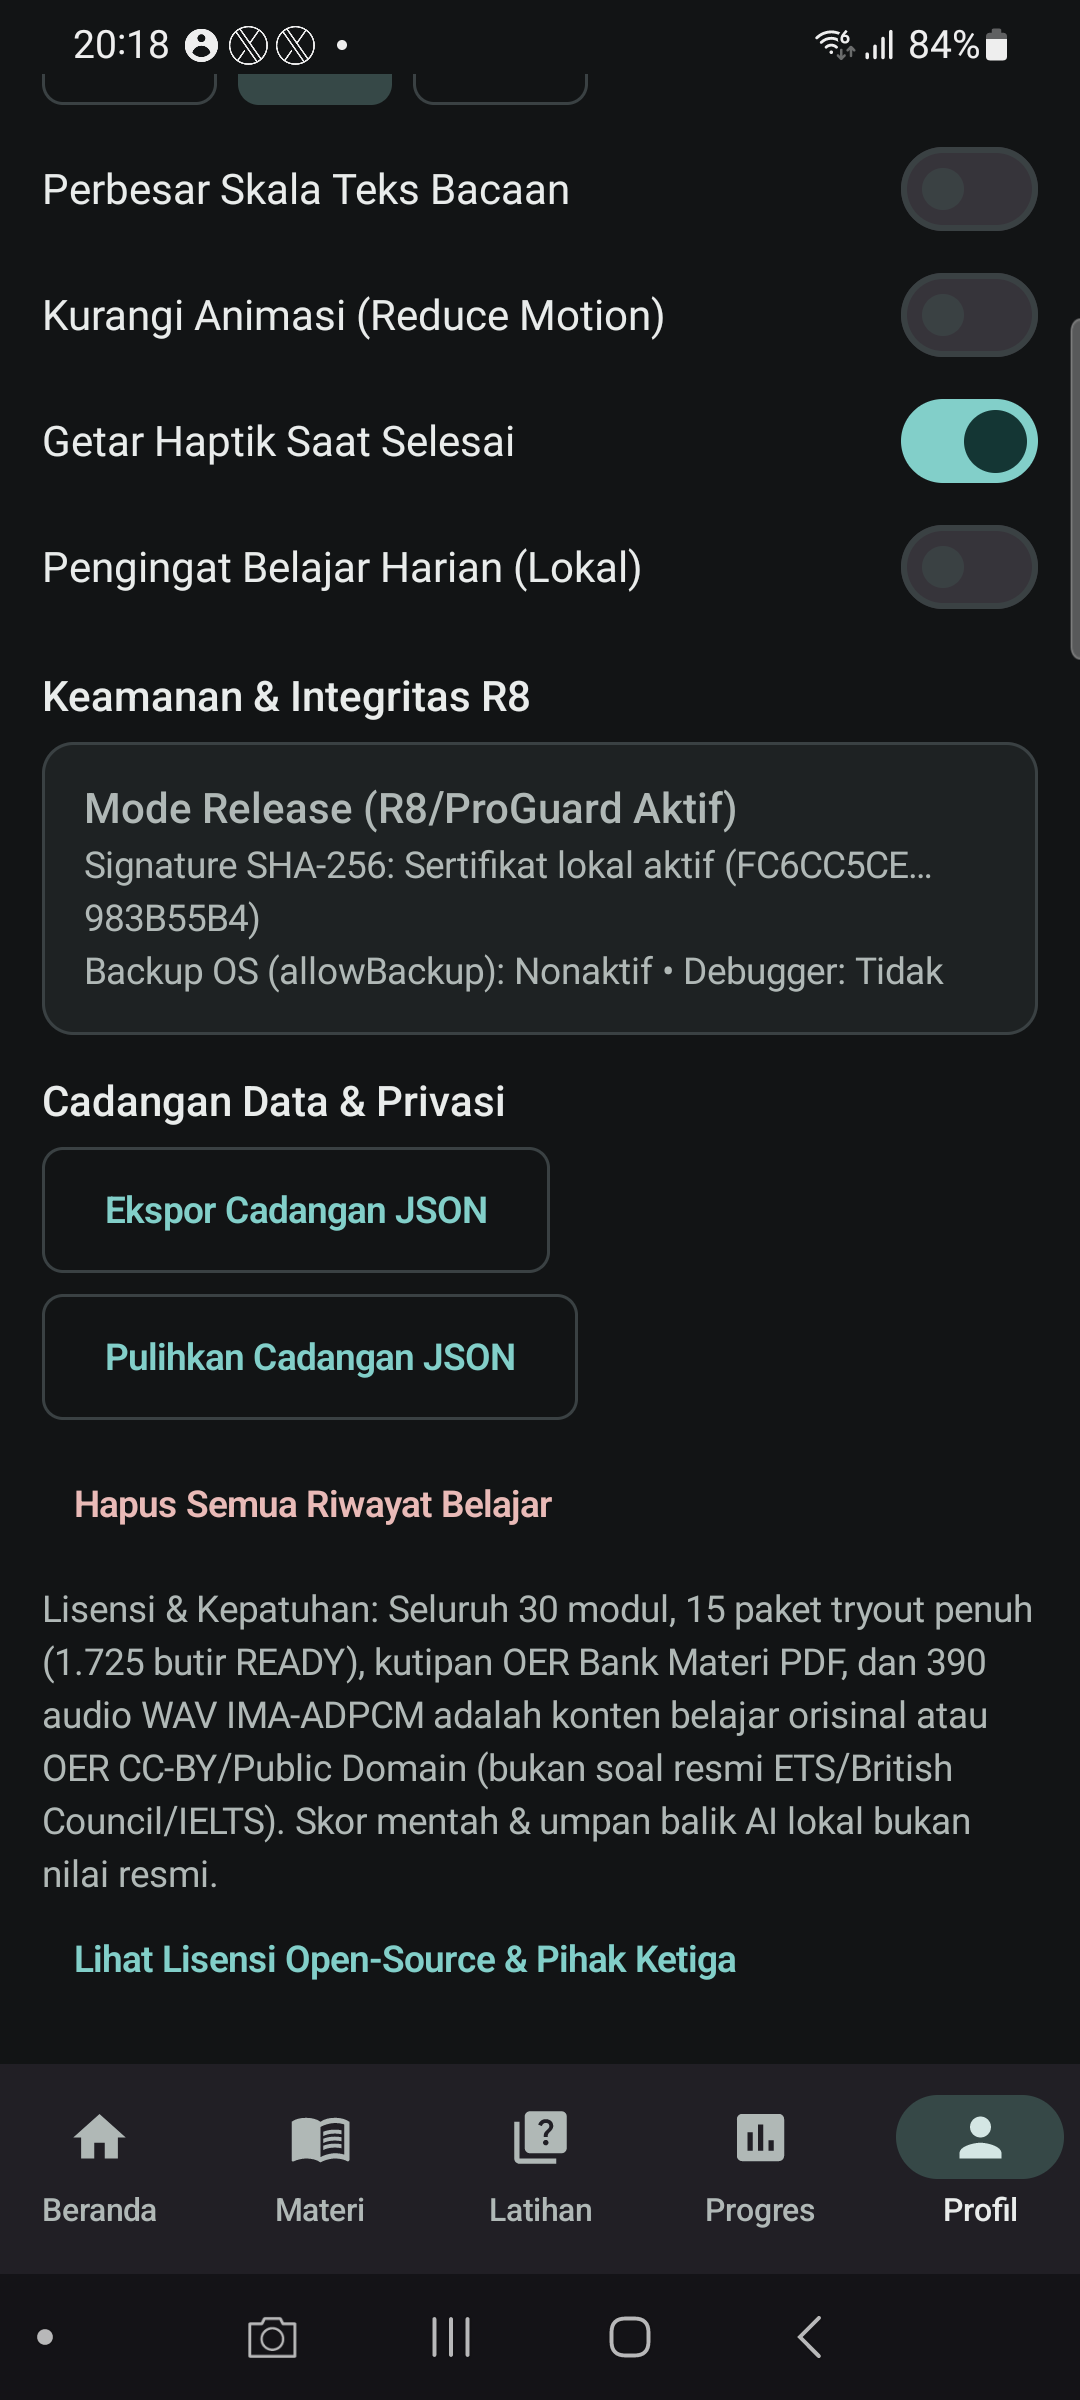 20:18
84%
Perbesar Skala Teks Bacaan
Kurangi Animasi (Reduce Motion)
Getar Haptik Saat Selesai
Pengingat Belajar Harian (Lokal)
Keamanan & Integritas R8
Mode Release (R8/ProGuard Aktif)
Signature SHA-256: Sertifikat lokal aktif (FC6CC5CE...
983B55B4)
Backup OS (allowBackup): Nonaktif • Debugger: Tidak
Cadangan Data & Privasi
Ekspor Cadangan JSON
Pulihkan Cadangan JSON
Hapus Semua Riwayat Belajar
Lisensi & Kepatuhan: Seluruh 30 modul, 15 paket tryout penuh
(1.725 butir READY), kutipan OER Bank Materi PDF, dan 390
audio WAV IMA-ADPCM adalah konten belajar orisinal atau
OER CC-BY/Public Domain (bukan soal resmi ETS/British
Council/IELTS). Skor mentah & umpan balik AI lokal bukan
nilai resmi.
Lihat Lisensi Open-Source & Pihak Ketiga
Beranda
Materi
Latihan
Progres
Profil